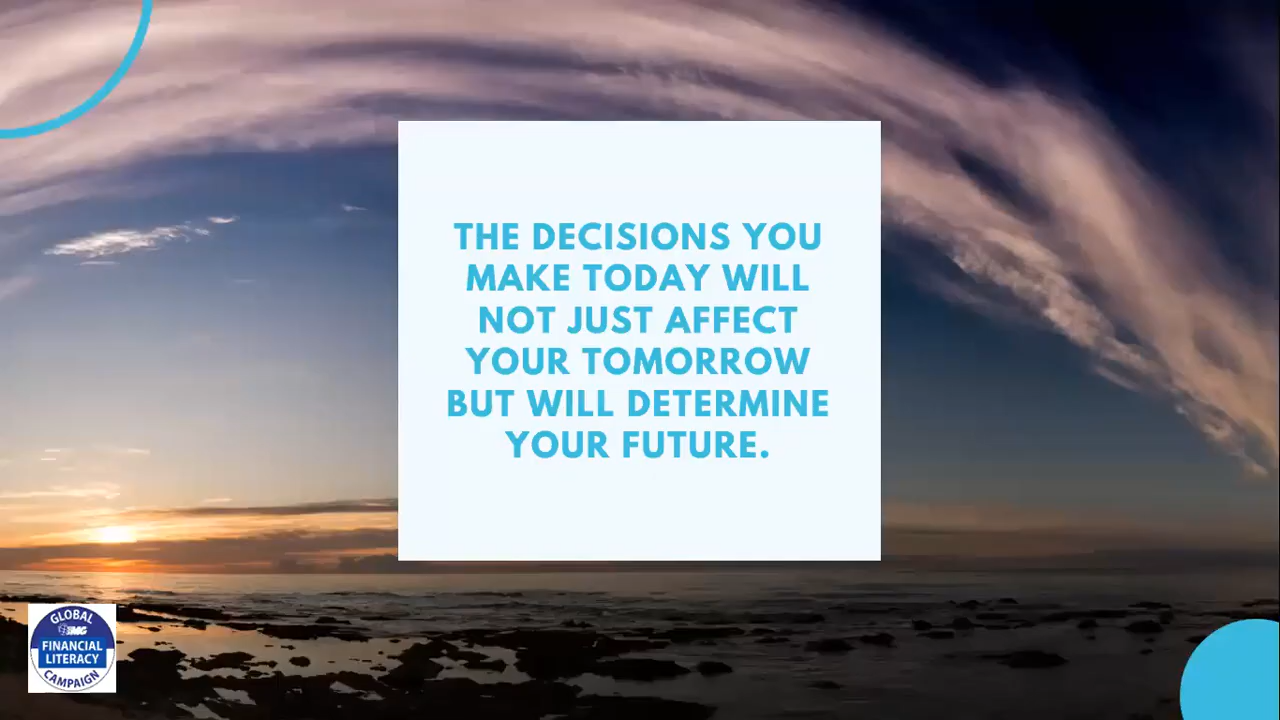 THE DECISIONS YOU
MAKE TODAY WILL
NOT JUST AFFECT
YOUR TOMORROW
BUT WILL DETERMINE
YOUR FUTURE.
GLOBAL
IMG
FINANCIAL
LITERACY
CAMPAIGN